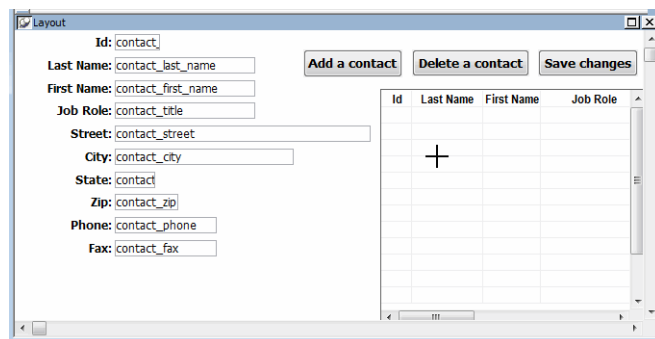 Layout
Id: contact_
Last Name: contact_last_name
First Name: contact_first_name
Job Role: contact_title
Street: contact_street
City: contact_city
State: contact
Zip: contact_zip
Phone: contact_phone
Fax: contact_fax
Add a contact Delete a contact Save changes
Id Last Name First Name Job Role